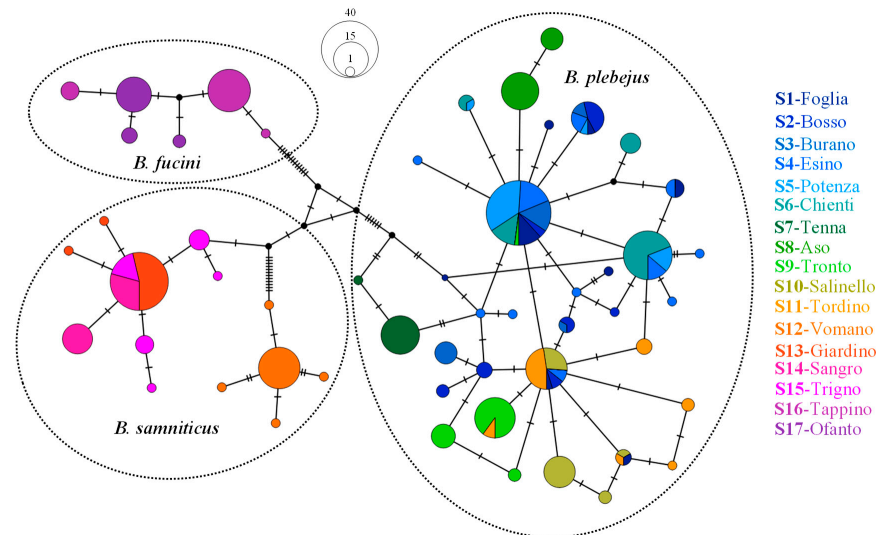 40
15
1
B. plebejus
B. fucini
B. samniticus
S1-Foglia
S2-Bosso
S3-Burano
S4-Esino
S5-Potenza
S6-Chienti
S7-Tenna
S8-Aso
S9-Tronto
S10-Salinello
S11-Tordino
S12-Vomano
S13-Giardino
S14-Sangro
S15-Trigno
S16-Tappino
S17-Ofanto